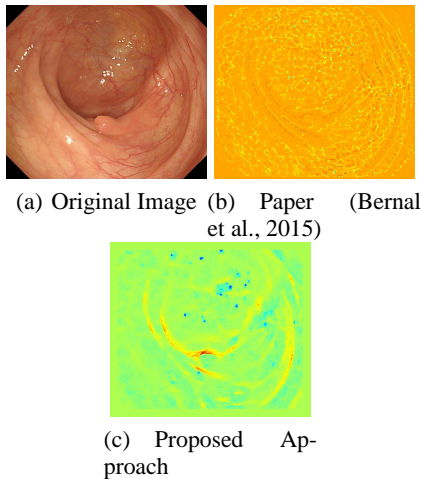 (a) Original Image
(b) Paper (Bernal
et al., 2015)
(c) Proposed Ap-
proach